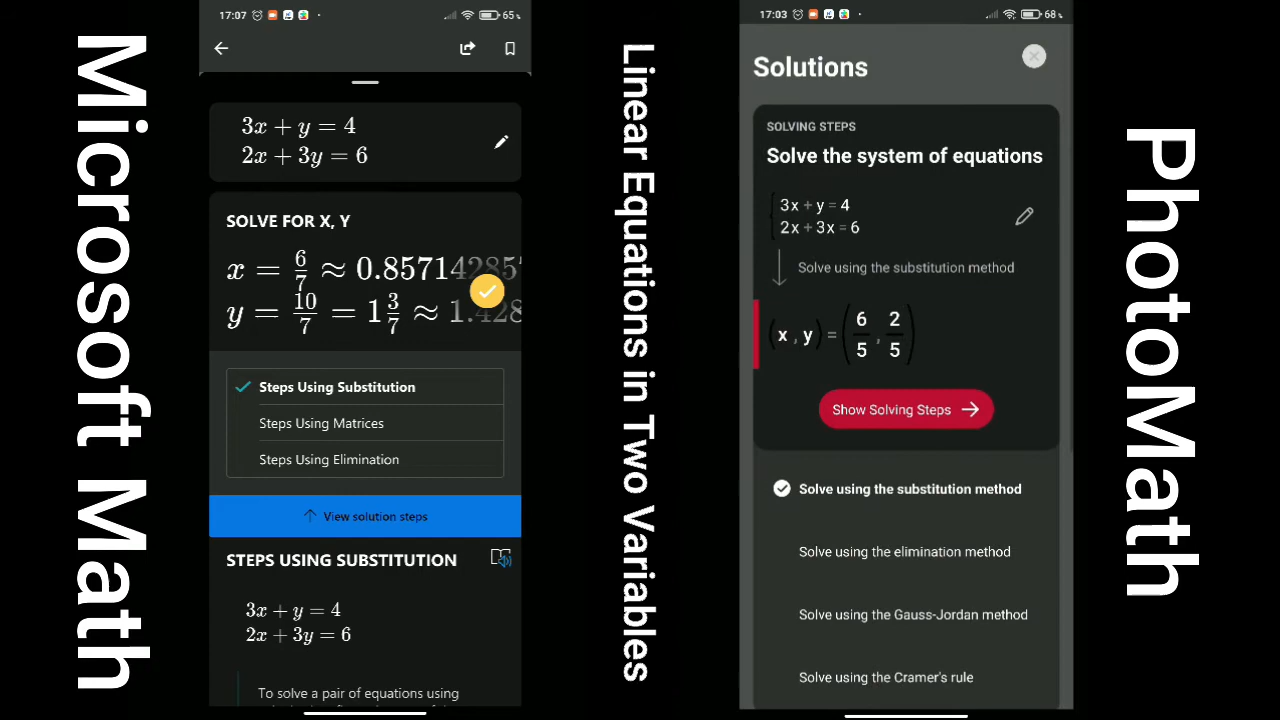 Microsoft Math
17:07
65%
3x + y = 4
2x + 3y = 6
SOLVE FOR X, Y
x = 6/7 ≈ 0.857142857
y = 10/7 = 1 3/7 ≈ 1.428
Steps Using Substitution
Steps Using Matrices
Steps Using Elimination
View solution steps
STEPS USING SUBSTITUTION
3x + y = 4
2x + 3y = 6
To solve a pair of equations using
Linear Equations in Two Variables
17:03
68%
Solutions
SOLVING STEPS
Solve the system of equations
3x + y = 4
2x + 3x = 6
Solve using the substitution method
(x , y) = (6/5 , 2/5)
Show Solving Steps
Solve using the substitution method
Solve using the elimination method
Solve using the Gauss-Jordan method
Solve using the Cramer's rule
PhotoMath